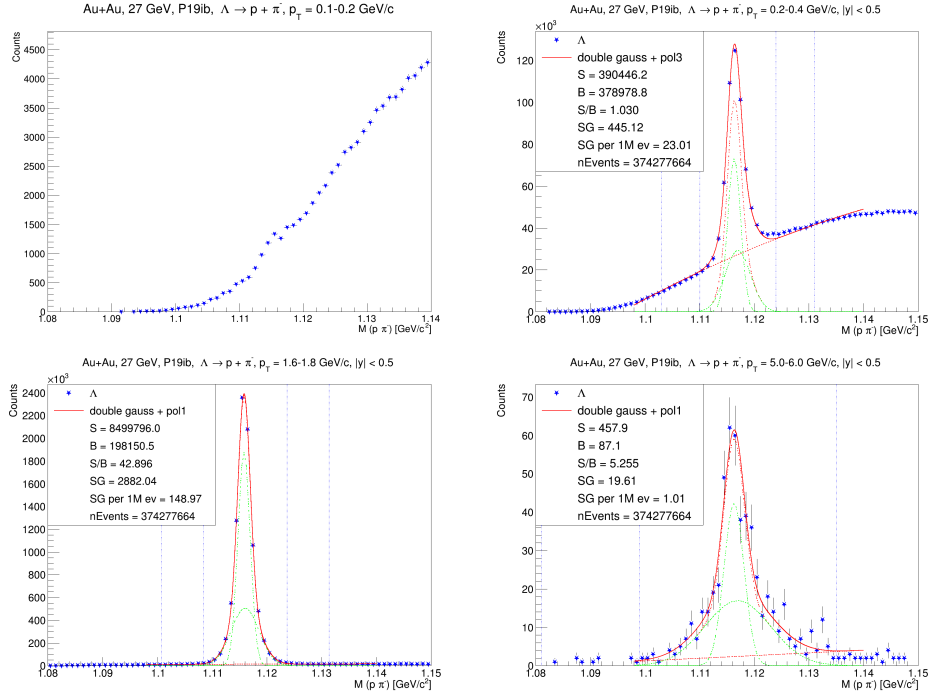 Au+Au, 27 GeV, P19ib, Λ → p + π⁻, p_T = 0.1-0.2 GeV/c
Counts
4500
4000
3500
3000
2500
2000
1500
1000
500
0
1.08 1.09 1.1 1.11 1.12 1.13 1.14
M (p π⁻) [GeV/c²]
Au+Au, 27 GeV, P19ib, Λ → p + π⁻, p_T = 0.2-0.4 GeV/c, |y| < 0.5
×10³
Counts
Λ
double gauss + pol3
S = 390446.2
B = 378978.8
S/B = 1.030
SG = 445.12
SG per 1M ev = 23.01
nEvents = 374277664
120
100
80
60
40
20
0
1.08 1.09 1.1 1.11 1.12 1.13 1.14 1.15
M (p π⁻) [GeV/c²]
Au+Au, 27 GeV, P19ib, Λ → p + π⁻, p_T = 1.6-1.8 GeV/c, |y| < 0.5
×10³
Counts
Λ
double gauss + pol1
S = 8499796.0
B = 198150.5
S/B = 42.896
SG = 2882.04
SG per 1M ev = 148.97
nEvents = 374277664
2400
2200
2000
1800
1600
1400
1200
1000
800
600
400
200
0
1.08 1.09 1.1 1.11 1.12 1.13 1.14 1.15
M (p π⁻) [GeV/c²]
Au+Au, 27 GeV, P19ib, Λ → p + π⁻, p_T = 5.0-6.0 GeV/c, |y| < 0.5
Counts
Λ
double gauss + pol1
S = 457.9
B = 87.1
S/B = 5.255
SG = 19.61
SG per 1M ev = 1.01
nEvents = 374277664
70
60
50
40
30
20
10
0
1.08 1.09 1.1 1.11 1.12 1.13 1.14 1.15
M (p π⁻) [GeV/c²]